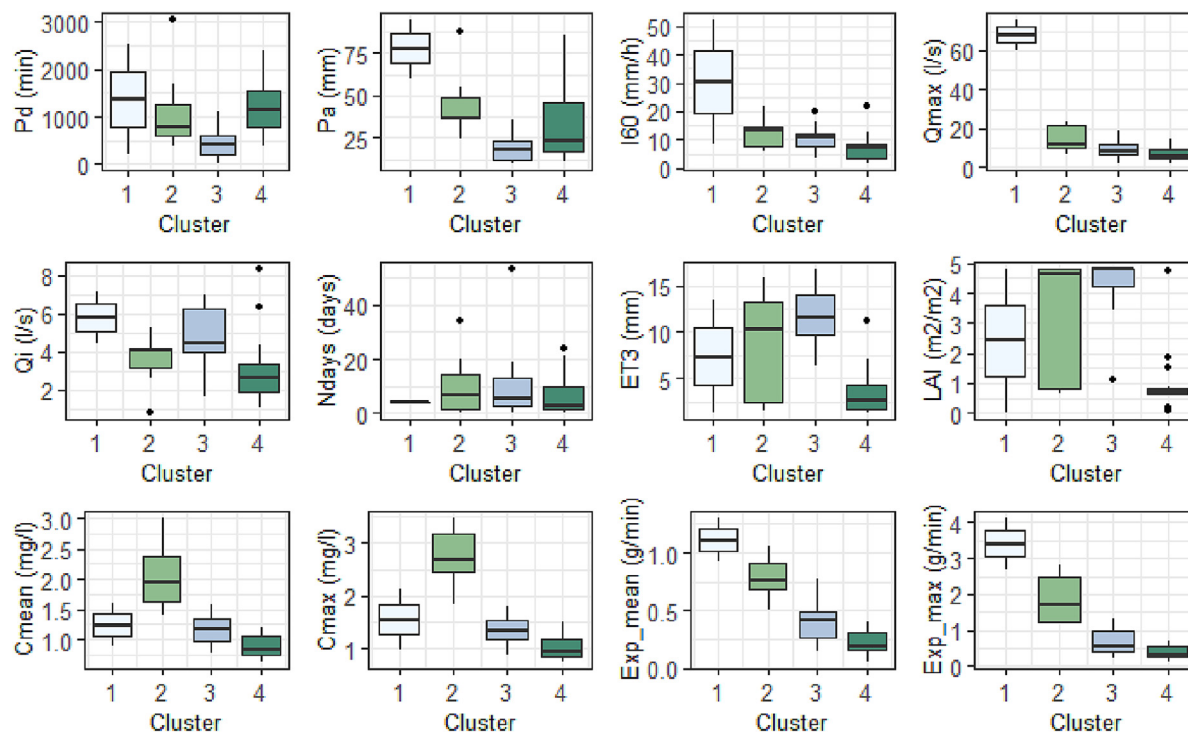 Pd (min)
3000
2000
1000
0
1 2 3 4
Cluster
Pa (mm)
75
50
25
1 2 3 4
Cluster
I60 (mm/h)
50
40
30
20
10
0
1 2 3 4
Cluster
Qmax (l/s)
60
40
20
0
1 2 3 4
Cluster
Qi (l/s)
8
6
4
2
1 2 3 4
Cluster
Ndays (days)
40
20
0
1 2 3 4
Cluster
ET3 (mm)
15
10
5
1 2 3 4
Cluster
LAI (m2/m2)
5
4
3
2
1
0
1 2 3 4
Cluster
Cmean (mg/l)
3.0
2.5
2.0
1.5
1.0
1 2 3 4
Cluster
Cmax (mg/l)
3
2
1
1 2 3 4
Cluster
Exp_mean (g/min)
1.0
0.5
0.0
1 2 3 4
Cluster
Exp_max (g/min)
4
3
2
1
0
1 2 3 4
Cluster